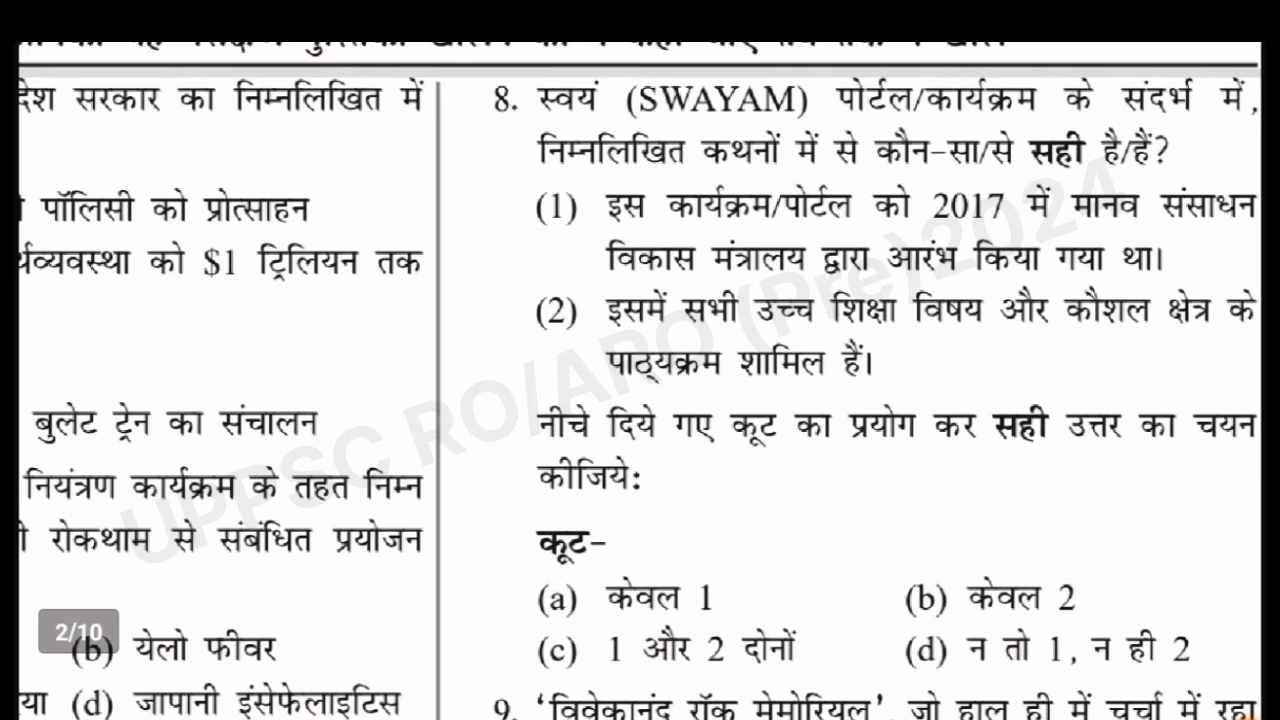 देश सरकार का निम्नलिखित में
पॉलिसी को प्रोत्साहन
र्थव्यवस्था को $1 ट्रिलियन तक
बुलेट ट्रेन का संचालन
नियंत्रण कार्यक्रम के तहत निम्न
रोकथाम से संबंधित प्रयोजन
2/10
(b) येलो फीवर
या (d) जापानी इंसेफेलाइटिस
8. स्वयं (SWAYAM) पोर्टल/कार्यक्रम के संदर्भ में,
निम्नलिखित कथनों में से कौन-सा/से सही है/हैं?
(1) इस कार्यक्रम/पोर्टल को 2017 में मानव संसाधन
विकास मंत्रालय द्वारा आरंभ किया गया था।
(2) इसमें सभी उच्च शिक्षा विषय और कौशल क्षेत्र के
पाठ्यक्रम शामिल हैं।
नीचे दिये गए कूट का प्रयोग कर सही उत्तर का चयन
कीजिये:
कूट-
(a) केवल 1 (b) केवल 2
(c) 1 और 2 दोनों (d) न तो 1, न ही 2
9. 'विवेकानंद रॉक मेमोरियल', जो हाल ही में चर्चा में रहा
UPPSC RO/ARO (Pre) 2024